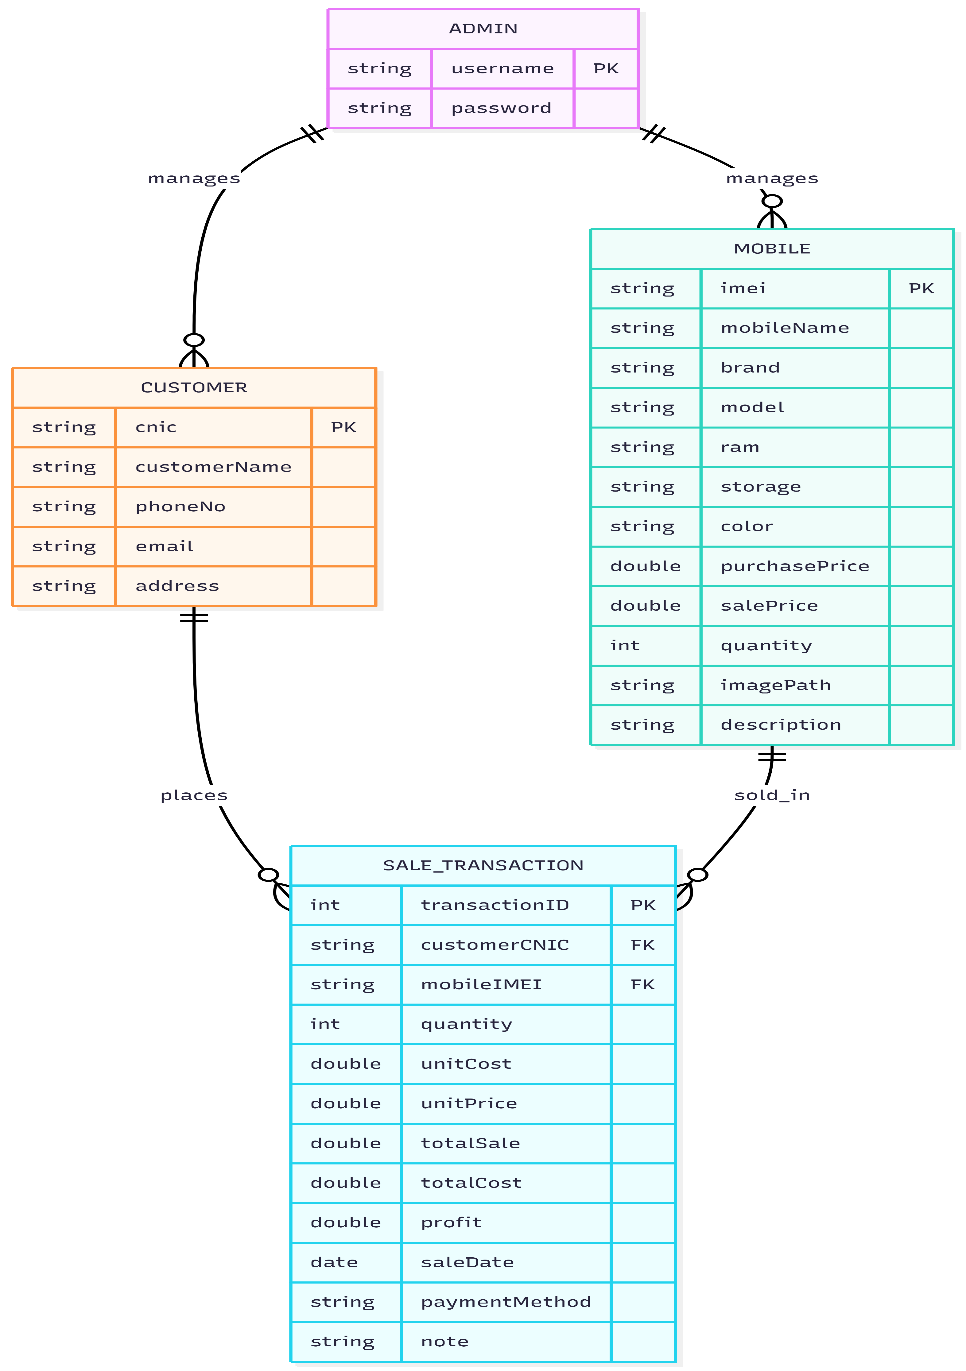 ADMIN
string username PK
string password
manages
manages
MOBILE
string imei PK
string mobileName
string brand
string model
string ram
string storage
string color
double purchasePrice
double salePrice
int quantity
string imagePath
string description
CUSTOMER
string cnic PK
string customerName
string phoneNo
string email
string address
places
sold_in
SALE_TRANSACTION
int transactionID PK
string customerCNIC FK
string mobileIMEI FK
int quantity
double unitCost
double unitPrice
double totalSale
double totalCost
double profit
date saleDate
string paymentMethod
string note